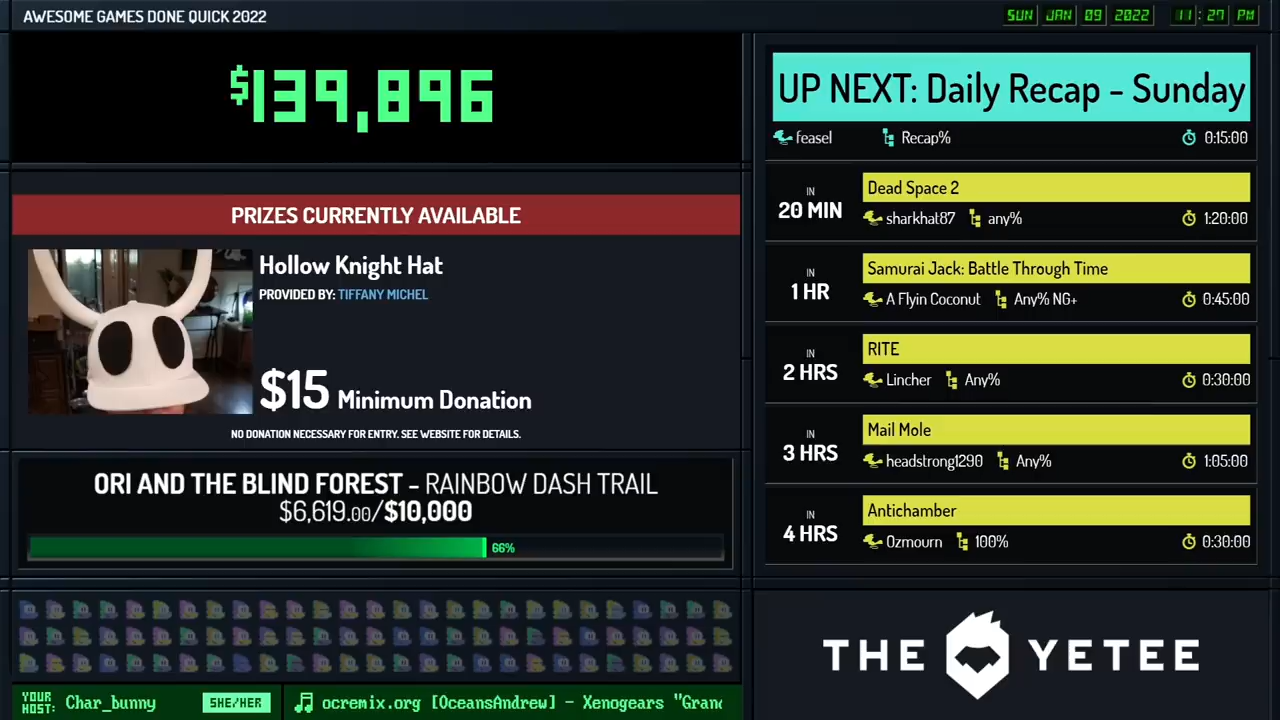 AWESOME GAMES DONE QUICK 2022
SUN JAN 09 2022 11:27 PM
$139,896
PRIZES CURRENTLY AVAILABLE
Hollow Knight Hat
PROVIDED BY: TIFFANY MICHEL
$15 Minimum Donation
NO DONATION NECESSARY FOR ENTRY. SEE WEBSITE FOR DETAILS.
ORI AND THE BLIND FOREST - RAINBOW DASH TRAIL
$6,619.00/$10,000
66%
YOUR HOST: Char_bunny SHE/HER
ocremix.org [OceansAndrew] - Xenogears "Grand
UP NEXT: Daily Recap - Sunday
feasel Recap% 0:15:00
IN 20 MIN
Dead Space 2
sharkhat87 any% 1:20:00
IN 1 HR
Samurai Jack: Battle Through Time
A Flyin Coconut Any% NG+ 0:45:00
IN 2 HRS
RITE
Lincher Any% 0:30:00
IN 3 HRS
Mail Mole
headstrong1290 Any% 1:05:00
IN 4 HRS
Antichamber
Ozmourn 100% 0:30:00
THE YETEE